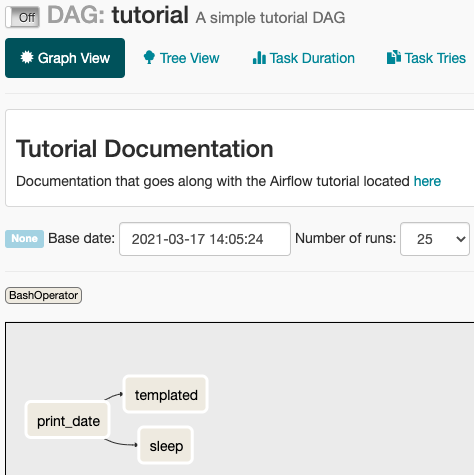 Off DAG: tutorial A simple tutorial DAG
Graph View Tree View Task Duration Task Tries
Tutorial Documentation
Documentation that goes along with the Airflow tutorial located here
None Base date: 2021-03-17 14:05:24 Number of runs: 25
BashOperator
templated
print_date
sleep